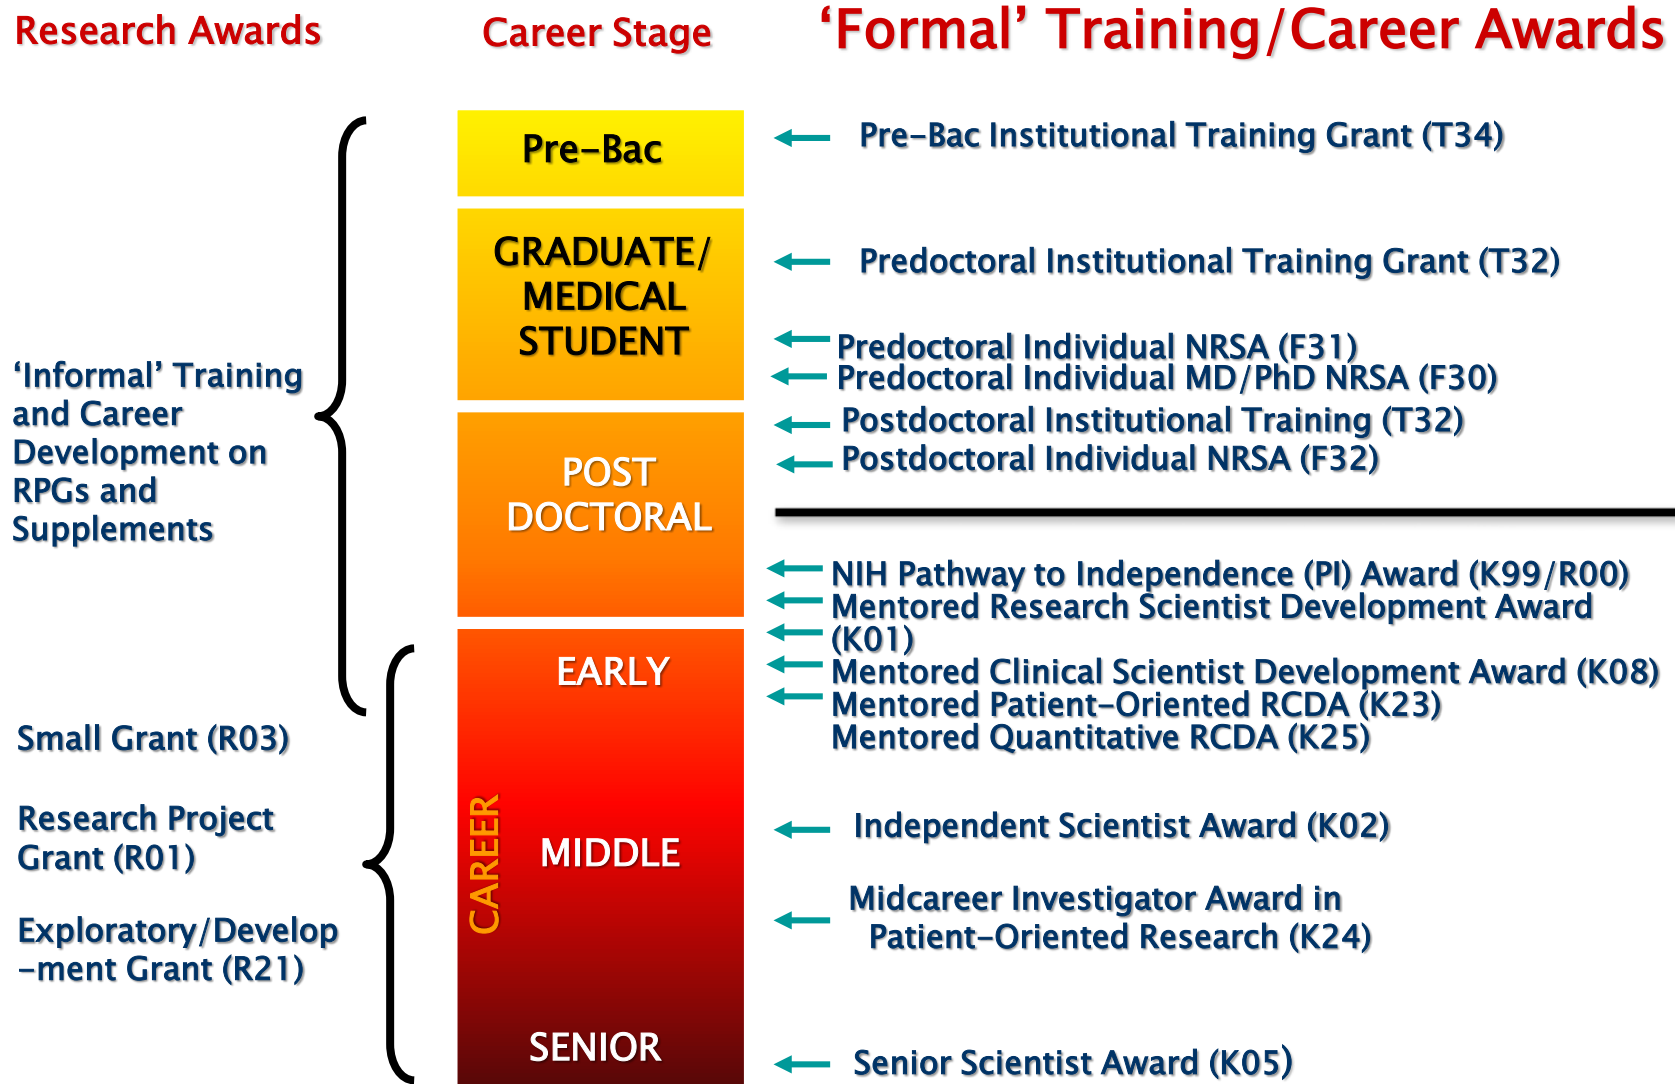 Research Awards
Career Stage
‘Formal’ Training/Career Awards
Pre-Bac
Pre-Bac Institutional Training Grant (T34)
GRADUATE/
MEDICAL
STUDENT
Predoctoral Institutional Training Grant (T32)
Predoctoral Individual NRSA (F31)
Predoctoral Individual MD/PhD NRSA (F30)
‘Informal’ Training
and Career
Development on
RPGs and
Supplements
POST
DOCTORAL
Postdoctoral Institutional Training (T32)
Postdoctoral Individual NRSA (F32)
NIH Pathway to Independence (PI) Award (K99/R00)
Mentored Research Scientist Development Award
(K01)
Mentored Clinical Scientist Development Award (K08)
Mentored Patient-Oriented RCDA (K23)
Mentored Quantitative RCDA (K25)
EARLY
Small Grant (R03)
Research Project
Grant (R01)
Exploratory/Develop
-ment Grant (R21)
CAREER
MIDDLE
Independent Scientist Award (K02)
Midcareer Investigator Award in
Patient-Oriented Research (K24)
SENIOR
Senior Scientist Award (K05)